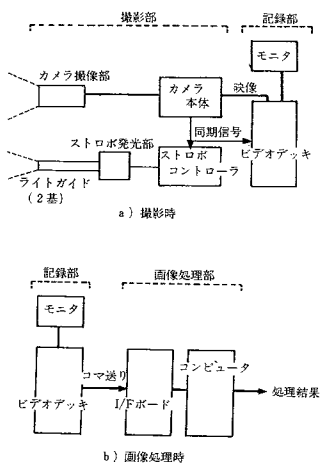 撮影部
記録部
モニタ
カメラ撮像部
カメラ
本体
映像
同期信号
ストロボ発光部
ストロボ
コントローラ
ビデオデッキ
ライトガイド
(2基)
a) 撮影時
記録部
画像処理部
モニタ
コマ送り
コンピュータ
ビデオデッキ
I/Fボード
処理結果
b) 画像処理時